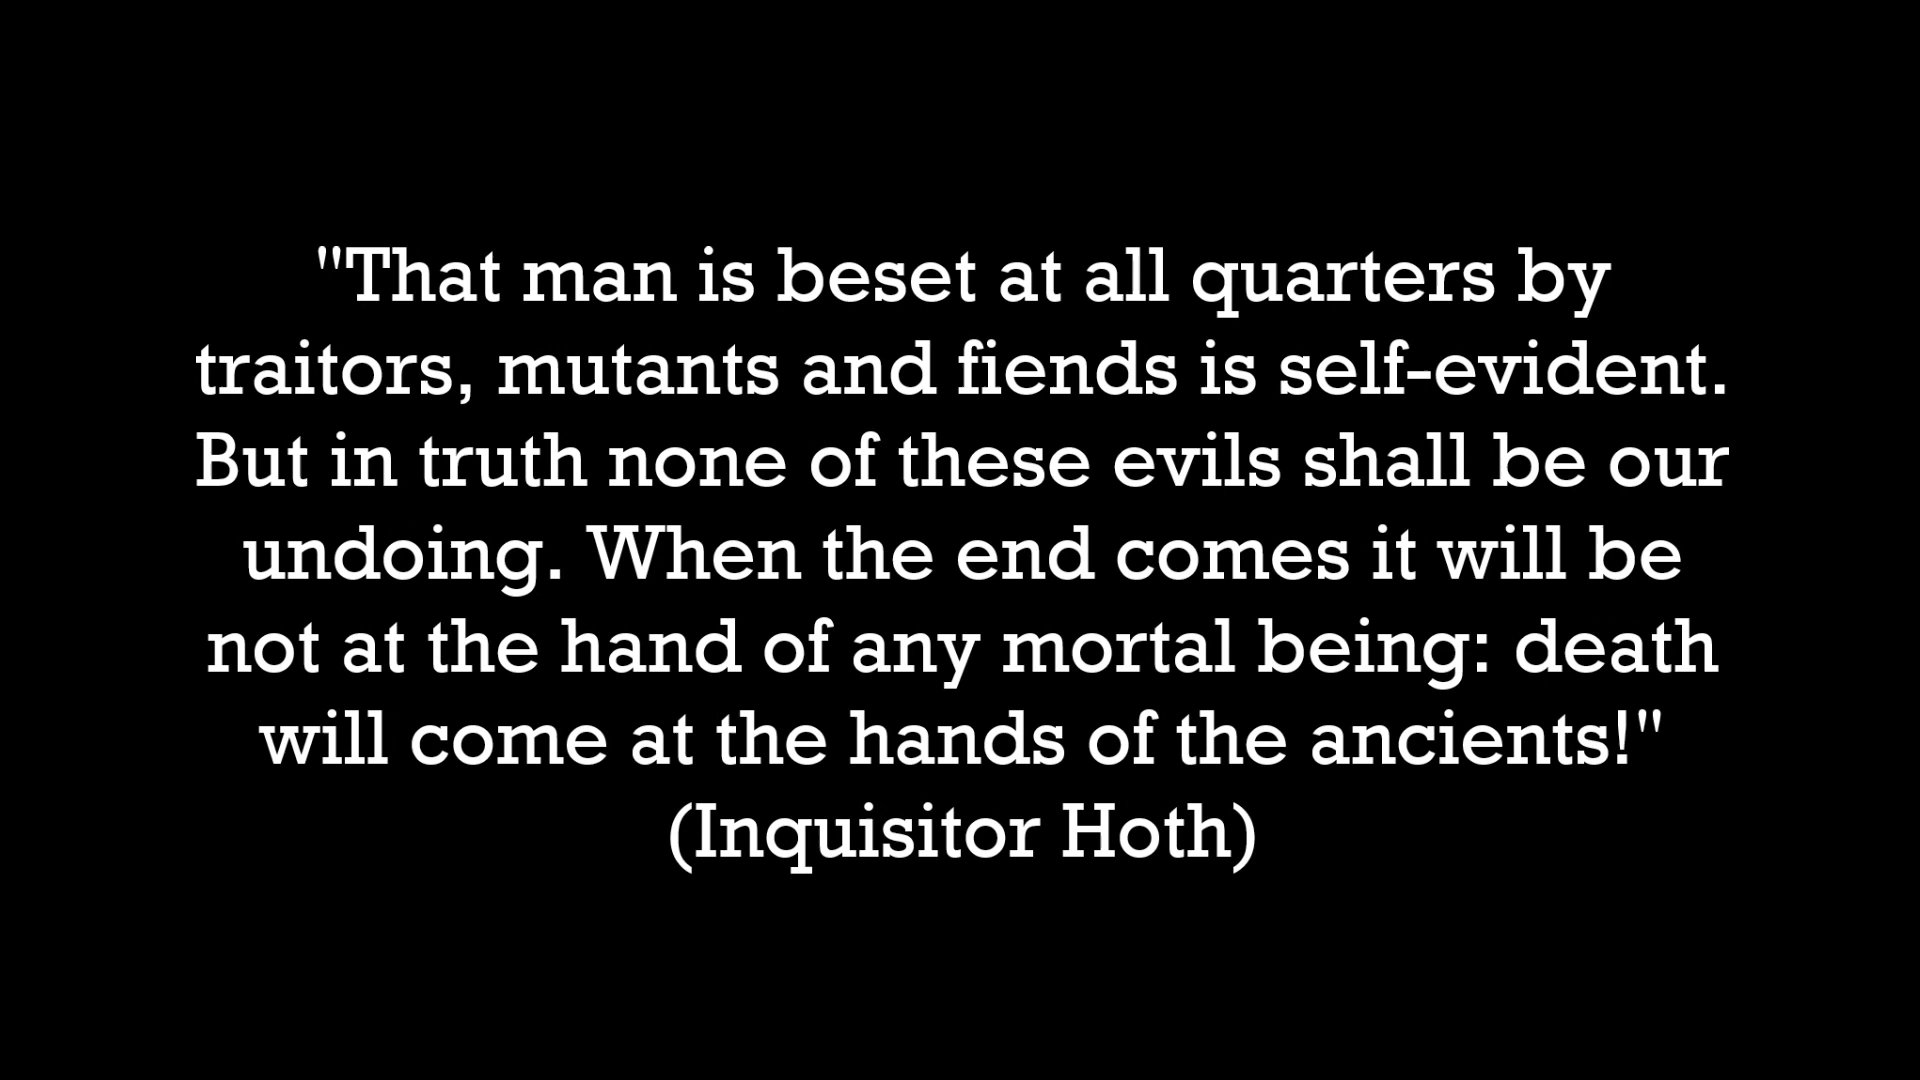 "That man is beset at all quarters by
traitors, mutants and fiends is self-evident.
But in truth none of these evils shall be our
undoing. When the end comes it will be
not at the hand of any mortal being: death
will come at the hands of the ancients!"
(Inquisitor Hoth)